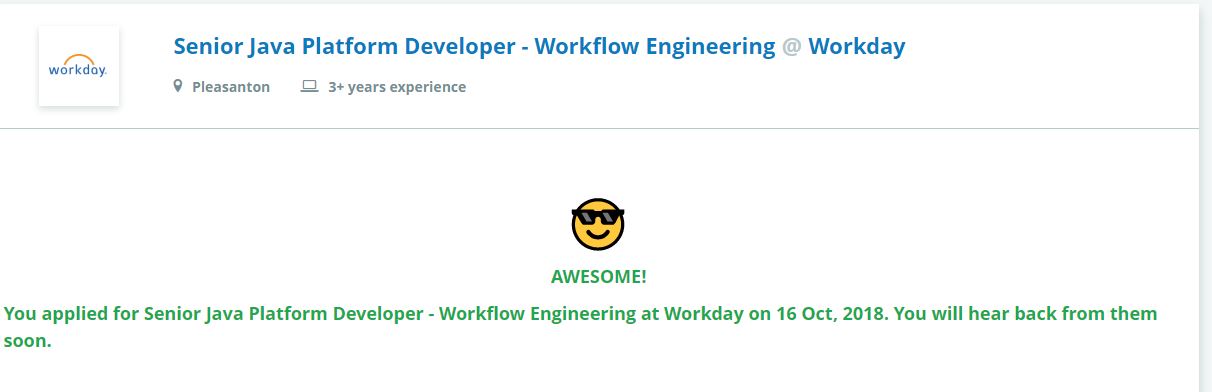 workday.
Senior Java Platform Developer - Workflow Engineering @ Workday
Pleasanton 3+ years experience
AWESOME!
You applied for Senior Java Platform Developer - Workflow Engineering at Workday on 16 Oct, 2018. You will hear back from them
soon.